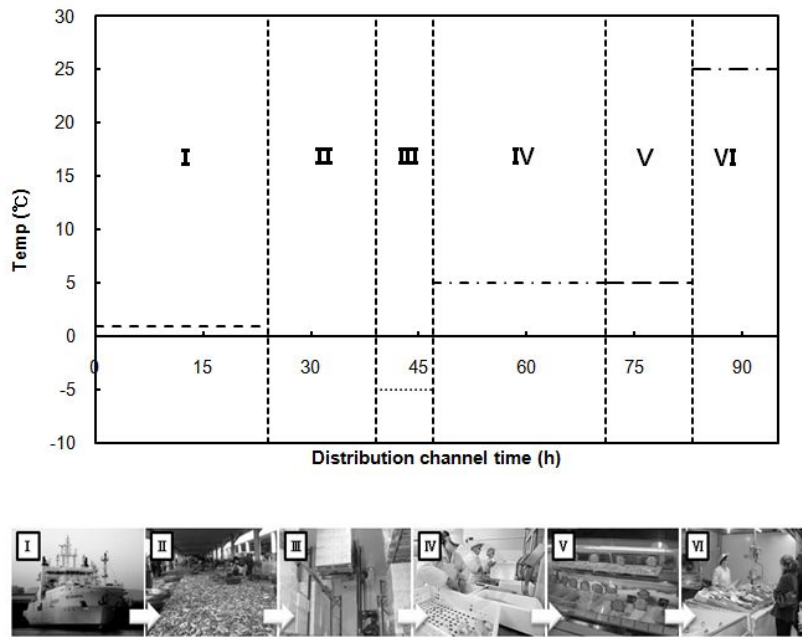 30
25
20
15
10
5
0
-5
-10
Temp (℃)
I
II
III
IV
V
VI
0 15 30 45 60 75 90
Distribution channel time (h)
I
II
III
IV
V
VI